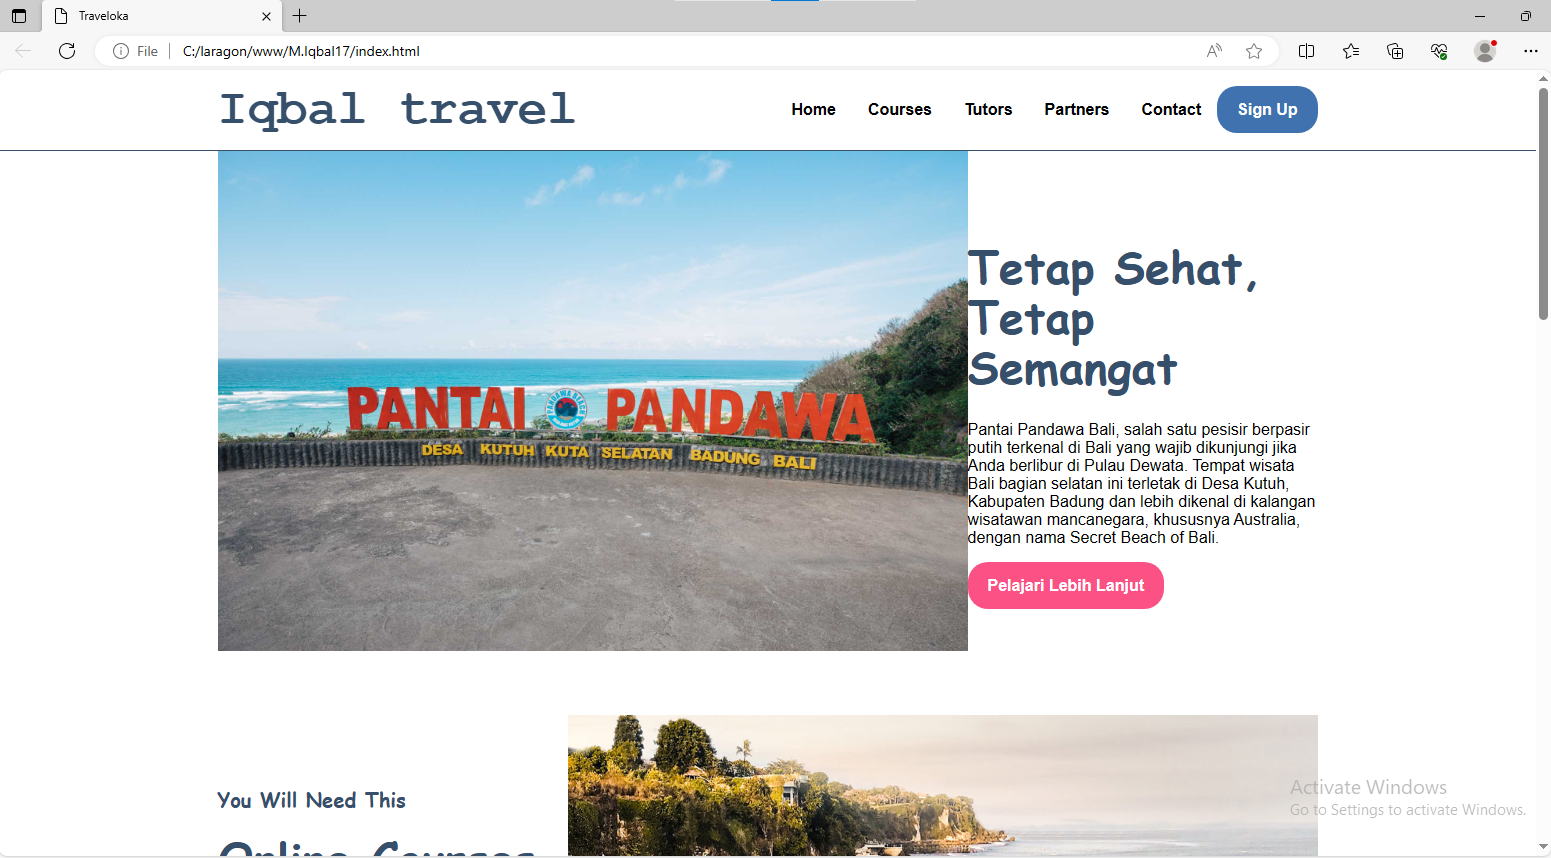 Traveloka
File
C:/laragon/www/M.Iqbal17/index.html
Iqbal travel
Home Courses Tutors Partners Contact Sign Up
PANTAI PANDAWA
DESA KUTUH KUTA SELATAN BADUNG BALI
Tetap Sehat,
Tetap
Semangat
Pantai Pandawa Bali, salah satu pesisir berpasir
putih terkenal di Bali yang wajib dikunjungi jika
Anda berlibur di Pulau Dewata. Tempat wisata
Bali bagian selatan ini terletak di Desa Kutuh,
Kabupaten Badung dan lebih dikenal di kalangan
wisatawan mancanegara, khususnya Australia,
dengan nama Secret Beach of Bali.
Pelajari Lebih Lanjut
You Will Need This
Online Courses
Activate Windows
Go to Settings to activate Windows.